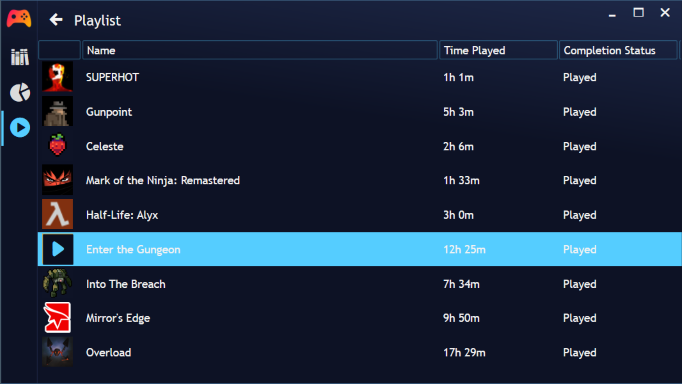 Playlist
Name Time Played Completion Status
SUPERHOT 1h 1m Played
Gunpoint 5h 3m Played
Celeste 2h 6m Played
Mark of the Ninja: Remastered 1h 33m Played
Half-Life: Alyx 3h 0m Played
Enter the Gungeon 12h 25m Played
Into The Breach 7h 34m Played
Mirror's Edge 9h 50m Played
Overload 17h 29m Played